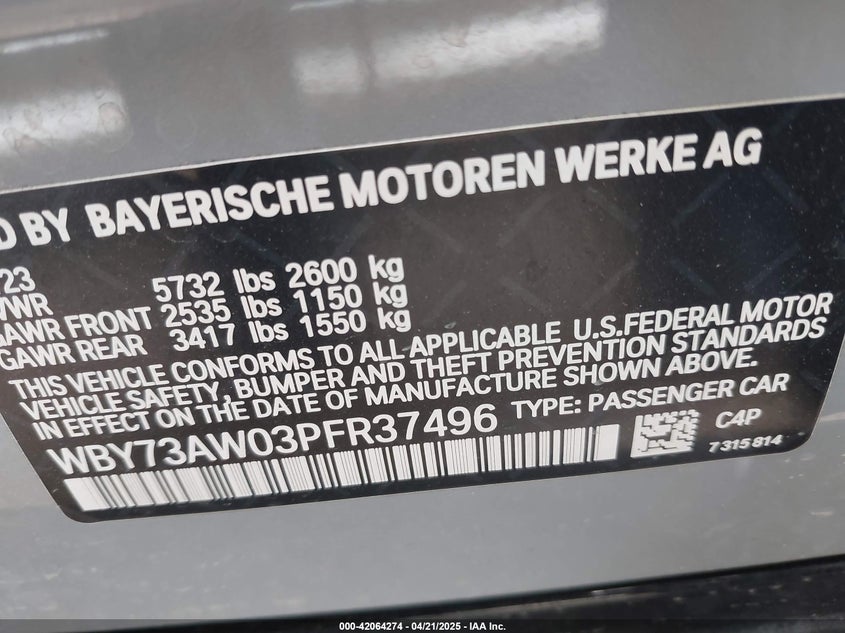 D BY BAYERISCHE MOTOREN WERKE AG
23
VWR 5732 lbs 2600 kg
GAWR FRONT 2535 lbs 1150 kg
GAWR REAR 3417 lbs 1550 kg
THIS VEHICLE CONFORMS TO ALL APPLICABLE U.S.FEDERAL MOTOR
VEHICLE SAFETY, BUMPER AND THEFT PREVENTION STANDARDS
IN EFFECT ON THE DATE OF MANUFACTURE SHOWN ABOVE.
WBY73AW03PFR37496 TYPE: PASSENGER CAR
C4P
7315814
000-42064274 - 04/21/2025 - IAA Inc.